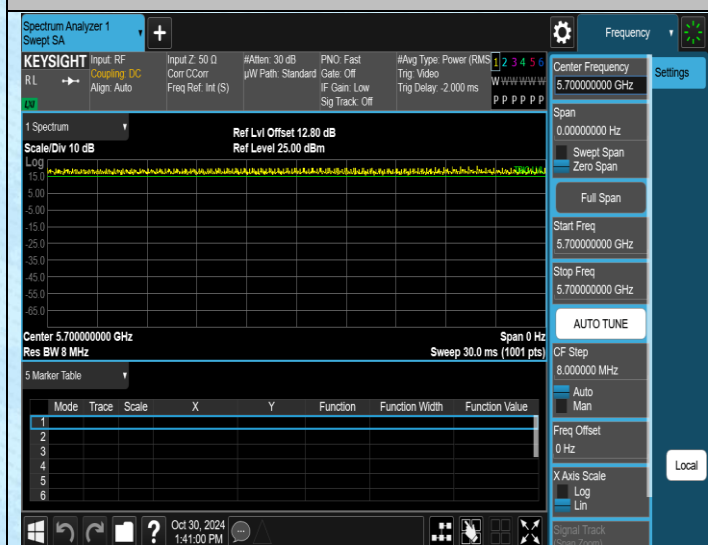 Spectrum Analyzer 1
Swept SA
+
Frequency
KEYSIGHT
Input: RF
Coupling: DC
Align: Auto
Input Z: 50 Ω
Corr CCorr
Freq Ref: Int (S)
#Atten: 30 dB
µW Path: Standard
PNO: Fast
Gate: Off
IF Gain: Low
Sig Track: Off
#Avg Type: Power (RMS
Trig: Video
Trig Delay: -2.000 ms
1 2 3 4 5 6
W W W W W W
P P P P P P
R L
LXI
1 Spectrum
Scale/Div 10 dB
Ref Lvl Offset 12.80 dB
Ref Level 25.00 dBm
Log
15.0
5.00
-5.00
-15.0
-25.0
-35.0
-45.0
-55.0
-65.0
Center 5.700000000 GHz
Res BW 8 MHz
Span 0 Hz
Sweep 30.0 ms (1001 pts)
5 Marker Table
Mode Trace Scale X Y Function Function Width Function Value
1
2
3
4
5
6
Center Frequency
5.700000000 GHz
Settings
Span
0.00000000 Hz
Swept Span
Zero Span
Full Span
Start Freq
5.700000000 GHz
Stop Freq
5.700000000 GHz
AUTO TUNE
CF Step
8.000000 MHz
Auto
Man
Freq Offset
0 Hz
X Axis Scale
Log
Lin
Signal Track
(Span Zoom)
Local
?
Oct 30, 2024
1:41:00 PM